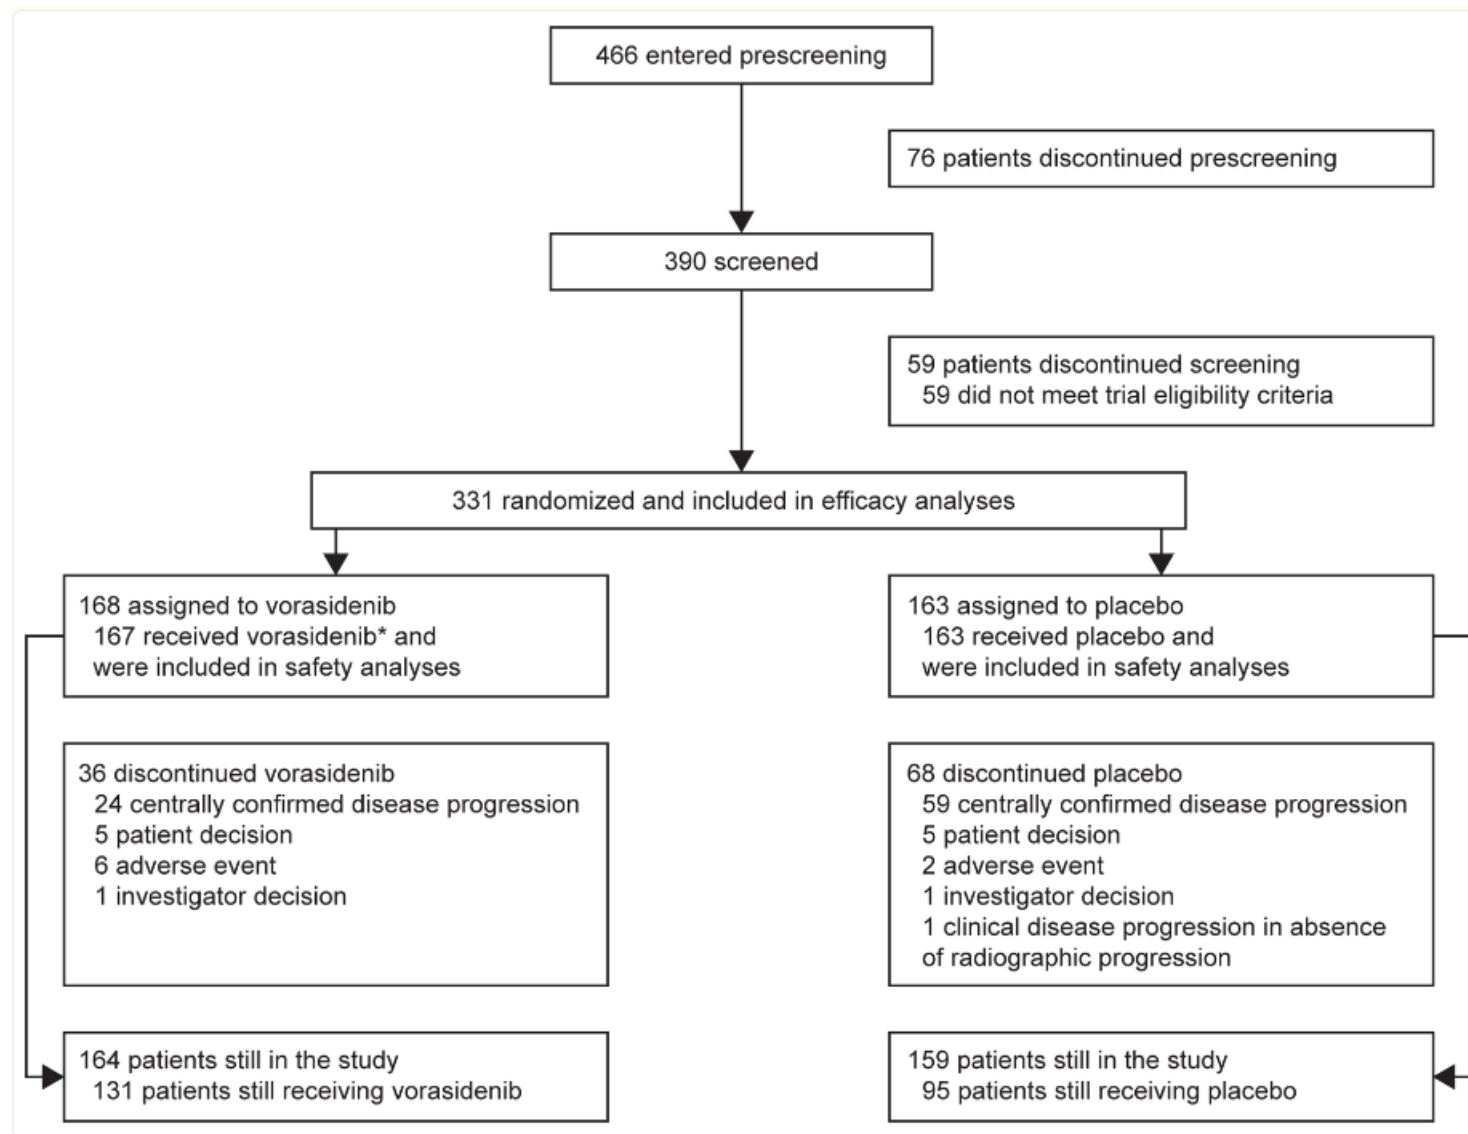 466 entered prescreening
76 patients discontinued prescreening
390 screened
59 patients discontinued screening
59 did not meet trial eligibility criteria
331 randomized and included in efficacy analyses
168 assigned to vorasidenib
167 received vorasidenib* and
were included in safety analyses
163 assigned to placebo
163 received placebo and
were included in safety analyses
36 discontinued vorasidenib
24 centrally confirmed disease progression
5 patient decision
6 adverse event
1 investigator decision
68 discontinued placebo
59 centrally confirmed disease progression
5 patient decision
2 adverse event
1 investigator decision
1 clinical disease progression in absence
of radiographic progression
164 patients still in the study
131 patients still receiving vorasidenib
159 patients still in the study
95 patients still receiving placebo